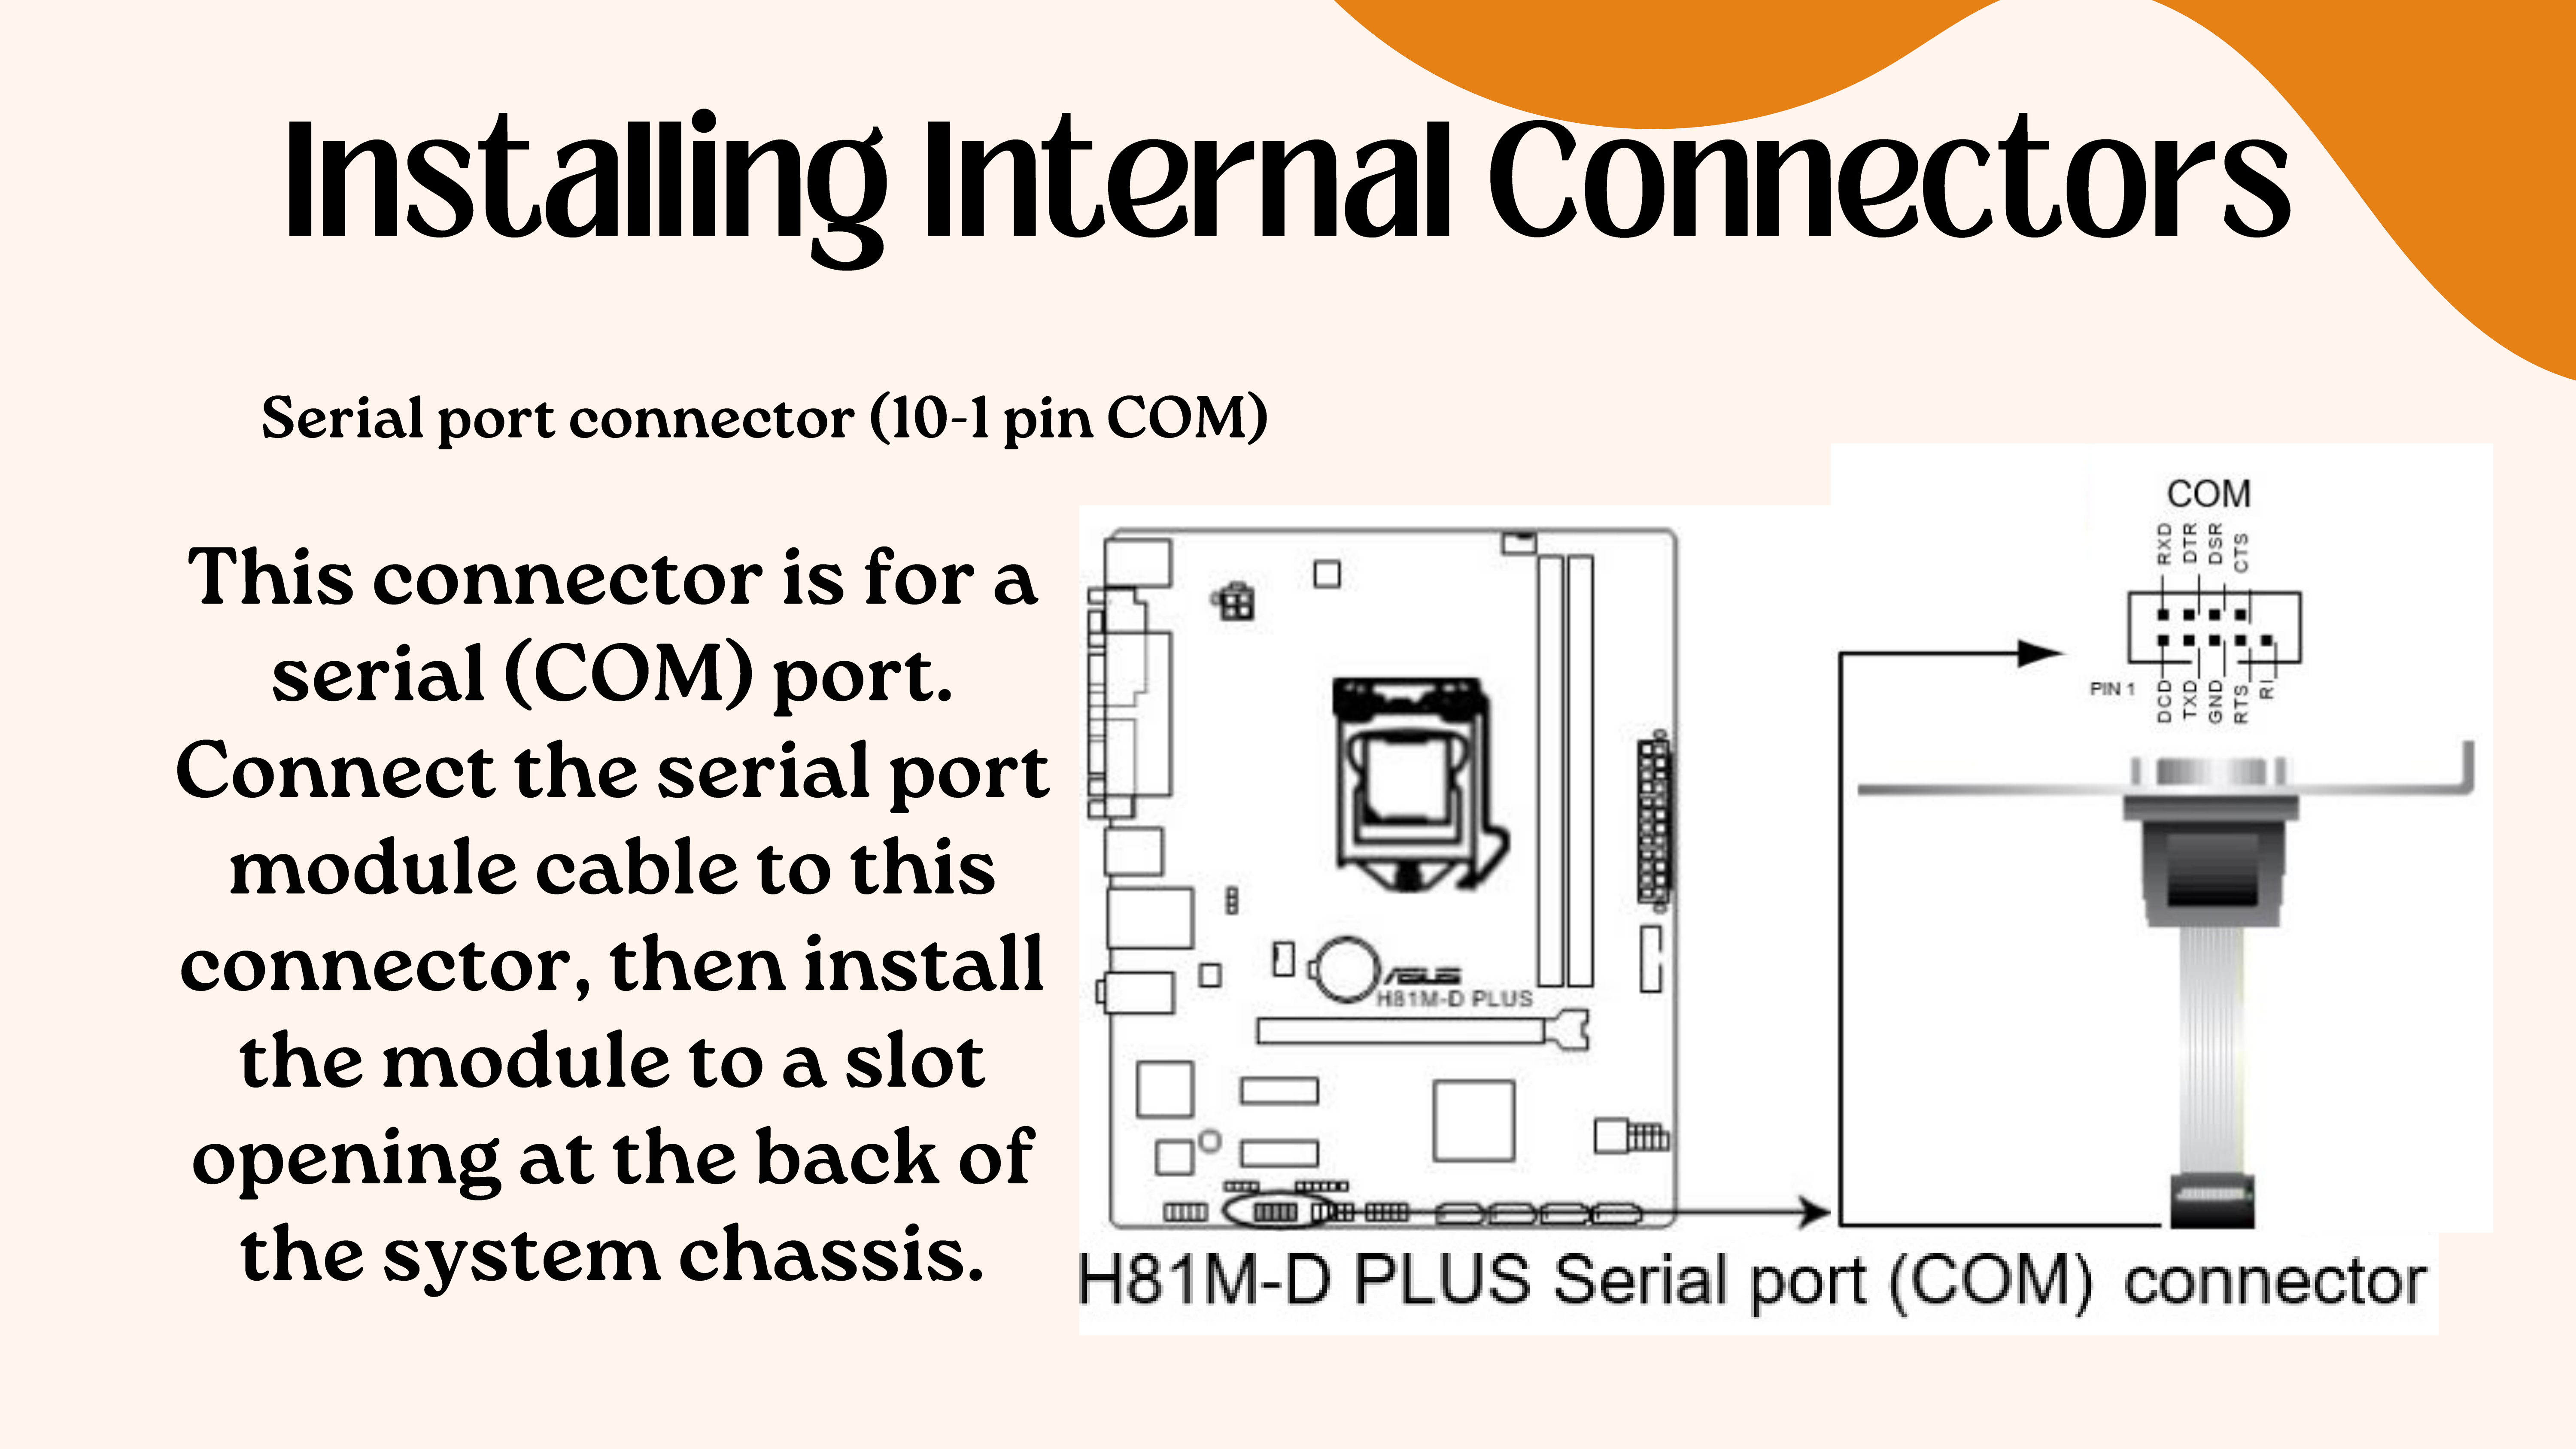 Installing Internal Connectors
Serial port connector (10-1 pin COM)
This connector is for a
serial (COM) port.
Connect the serial port
module cable to this
connector, then install
the module to a slot
opening at the back of
the system chassis.
COM
RXD
DTR
DSR
CTS
PIN 1
DCD
TXD
GND
RTS
RI
ASUS
H81M-D PLUS
H81M-D PLUS Serial port (COM) connector